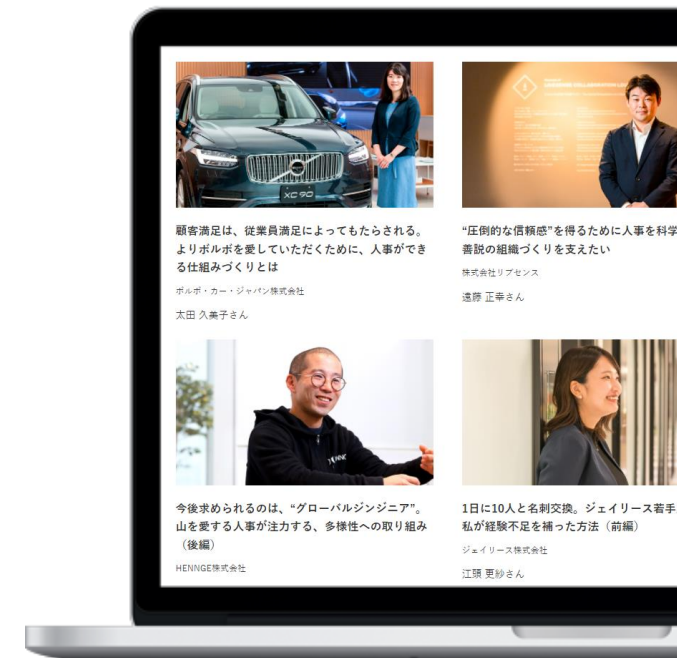 XC 90
顧客満足は、従業員満足によってもたらされる。
よりボルボを愛していただくために、人事ができ
る仕組みづくりとは
ボルボ・カー・ジャパン株式会社
太田 久美子さん
“圧倒的な信頼感”を得るために人事を科学
善説の組織づくりを支えたい
株式会社リブセンス
遠藤 正幸さん
今後求められるのは、“グローバルジンジニア”。
山を愛する人事が注力する、多様性への取り組み
（後編）
HENNGE株式会社
1日に10人と名刺交換。ジェイリース若手
私が経験不足を補った方法（前編）
ジェイリース株式会社
江頭 更紗さん